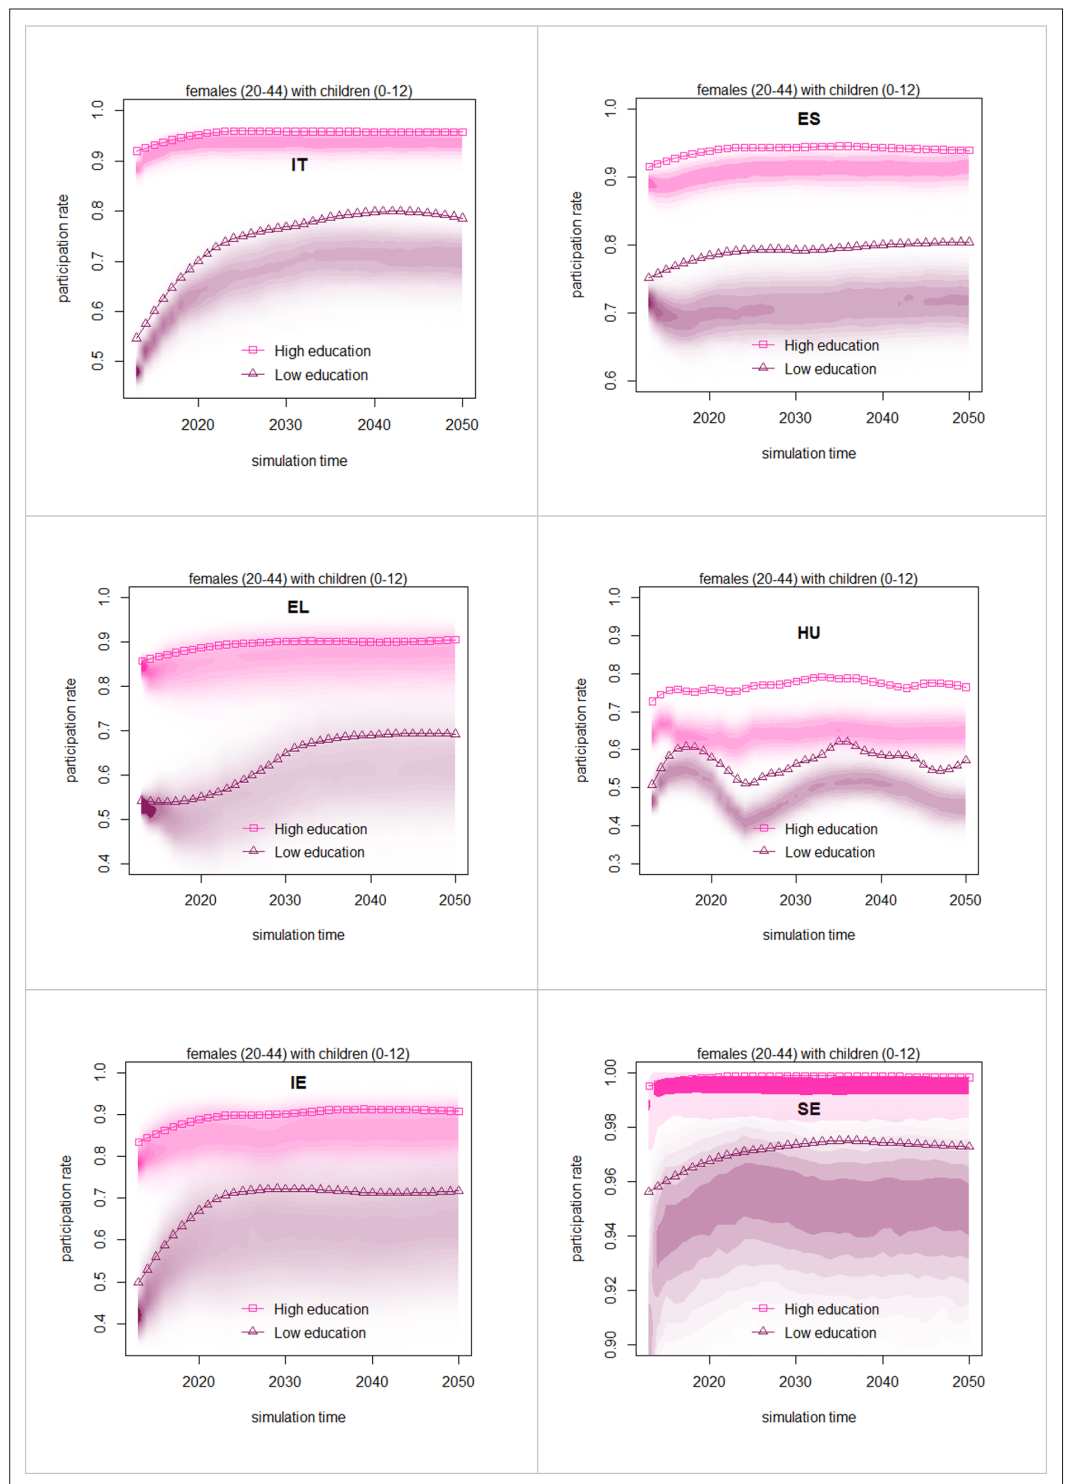 females (20-44) with children (0-12)
IT
participation rate
1.0
0.9
0.8
0.7
0.6
0.5
High education
Low education
2020 2030 2040 2050
simulation time
females (20-44) with children (0-12)
ES
participation rate
1.0
0.9
0.8
0.7
0.6
High education
Low education
2020 2030 2040 2050
simulation time
females (20-44) with children (0-12)
EL
participation rate
1.0
0.9
0.8
0.7
0.6
0.5
0.4
High education
Low education
2020 2030 2040 2050
simulation time
females (20-44) with children (0-12)
HU
participation rate
1.0
0.9
0.8
0.7
0.6
0.5
0.4
0.3
High education
Low education
2020 2030 2040 2050
simulation time
females (20-44) with children (0-12)
IE
participation rate
1.0
0.9
0.8
0.7
0.6
0.5
0.4
High education
Low education
2020 2030 2040 2050
simulation time
females (20-44) with children (0-12)
SE
participation rate
1.00
0.98
0.96
0.94
0.92
0.90
High education
Low education
2020 2030 2040 2050
simulation time